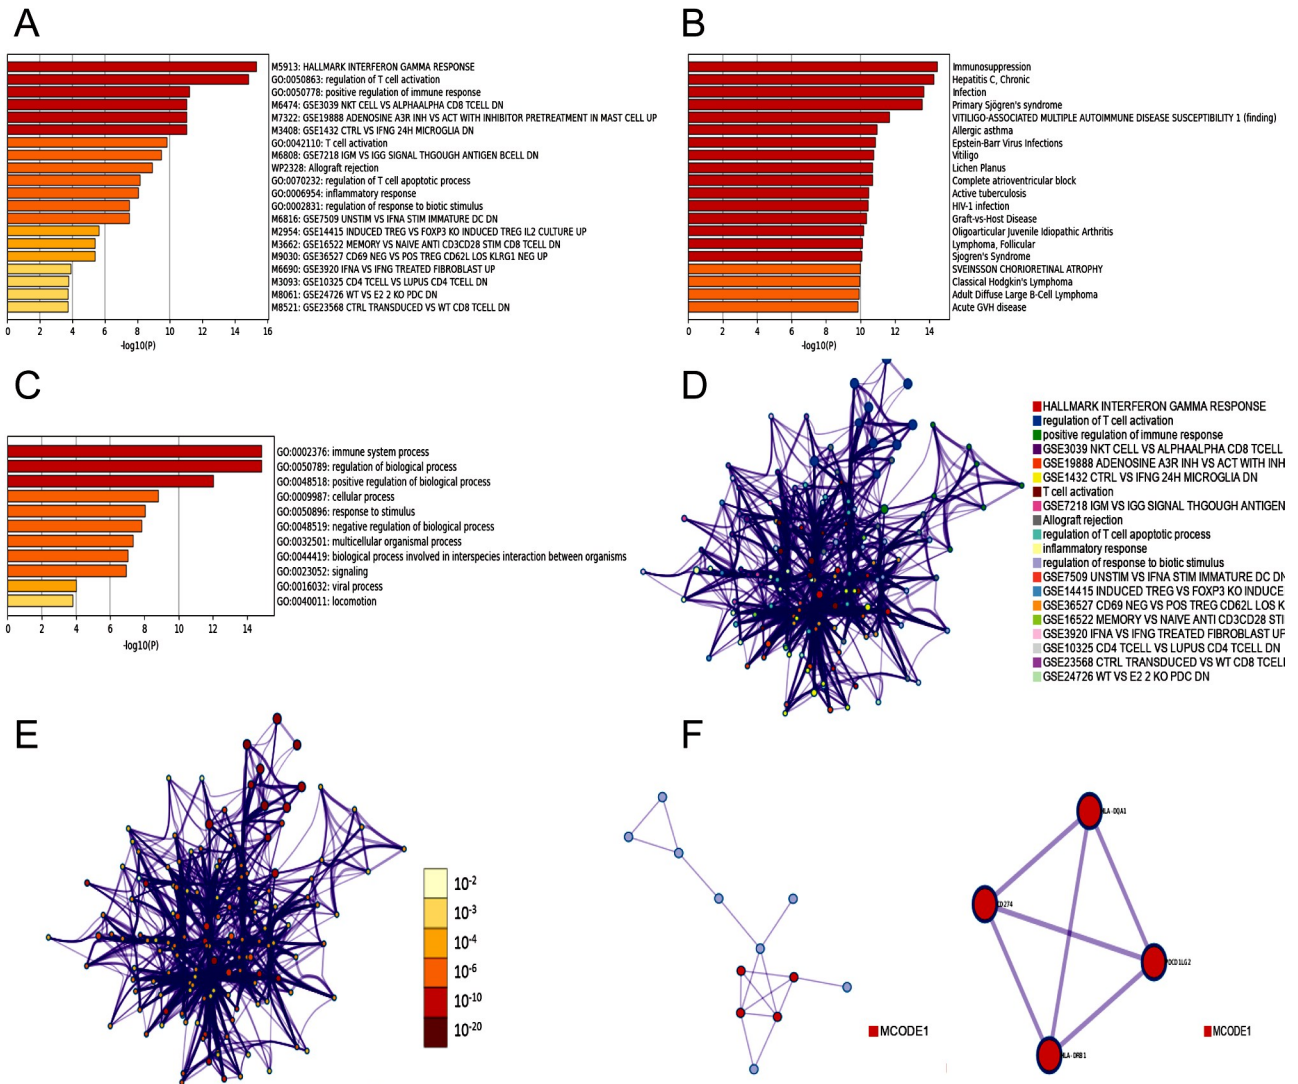 A
M5913: HALLMARK INTERFERON GAMMA RESPONSE
GO:0050863: regulation of T cell activation
GO:0050778: positive regulation of immune response
M6474: GSE3039 NKT CELL VS ALPHAALPHA CD8 TCELL DN
M7322: GSE19888 ADENOSINE A3R INH VS ACT WITH INHIBITOR PRETREATMENT IN MAST CELL UP
M3408: GSE1432 CTRL VS IFNG 24H MICROGLIA DN
GO:0042110: T cell activation
M6808: GSE7218 IGM VS IGG SIGNAL THGOUGH ANTIGEN BCELL DN
WP2328: Allograft rejection
GO:0070232: regulation of T cell apoptotic process
GO:0006954: inflammatory response
GO:0002831: regulation of response to biotic stimulus
M6816: GSE7509 UNSTIM VS IFNA STIM IMMATURE DC DN
M2954: GSE14415 INDUCED TREG VS FOXP3 KO INDUCED TREG IL2 CULTURE UP
M3662: GSE16522 MEMORY VS NAIVE ANTI CD3CD28 STIM CD8 TCELL DN
M9030: GSE36527 CD69 NEG VS POS TREG CD62L LOS KLRG1 NEG UP
M6690: GSE3920 IFNA VS IFNG TREATED FIBROBLAST UP
M3093: GSE10325 CD4 TCELL VS LUPUS CD4 TCELL DN
M8061: GSE24726 WT VS E2 2 KO PDC DN
M8521: GSE23568 CTRL TRANSDUCED VS WT CD8 TCELL DN
0 2 4 6 8 10 12 14 16
-log10(P)
B
Immunosuppression
Hepatitis C, Chronic
Infection
Primary Sjögren's syndrome
VITILIGO-ASSOCIATED MULTIPLE AUTOIMMUNE DISEASE SUSCEPTIBILITY 1 (finding)
Allergic asthma
Epstein-Barr Virus Infections
Vitiligo
Lichen Planus
Complete atrioventricular block
Active tuberculosis
HIV-1 infection
Graft-vs-Host Disease
Oligoarticular Juvenile Idiopathic Arthritis
Lymphoma, Follicular
Sjogren's Syndrome
SVEINSSON CHORIORETINAL ATROPHY
Classical Hodgkin's Lymphoma
Adult Diffuse Large B-Cell Lymphoma
Acute GVH disease
0 2 4 6 8 10 12 14
-log10(P)
C
GO:0002376: immune system process
GO:0050789: regulation of biological process
GO:0048518: positive regulation of biological process
GO:0009987: cellular process
GO:0050896: response to stimulus
GO:0048519: negative regulation of biological process
GO:0032501: multicellular organismal process
GO:0044419: biological process involved in interspecies interaction between organisms
GO:0023052: signaling
GO:0016032: viral process
GO:0040011: locomotion
0 2 4 6 8 10 12 14
-log10(P)
D
HALLMARK INTERFERON GAMMA RESPONSE
regulation of T cell activation
positive regulation of immune response
GSE3039 NKT CELL VS ALPHAALPHA CD8 TCELL
GSE19888 ADENOSINE A3R INH VS ACT WITH INH
GSE1432 CTRL VS IFNG 24H MICROGLIA DN
T cell activation
GSE7218 IGM VS IGG SIGNAL THGOUGH ANTIGEN
Allograft rejection
regulation of T cell apoptotic process
inflammatory response
regulation of response to biotic stimulus
GSE7509 UNSTIM VS IFNA STIM IMMATURE DC DN
GSE14415 INDUCED TREG VS FOXP3 KO INDUCE
GSE36527 CD69 NEG VS POS TREG CD62L LOS K
GSE16522 MEMORY VS NAIVE ANTI CD3CD28 STI
GSE3920 IFNA VS IFNG TREATED FIBROBLAST UP
GSE10325 CD4 TCELL VS LUPUS CD4 TCELL DN
GSE23568 CTRL TRANSDUCED VS WT CD8 TCELL
GSE24726 WT VS E2 2 KO PDC DN
E
10-2
10-3
10-4
10-6
10-10
10-20
F
MCODE1
HLA-DQA1
CD274
PDCD1LG2
HLA-DRB1
MCODE1